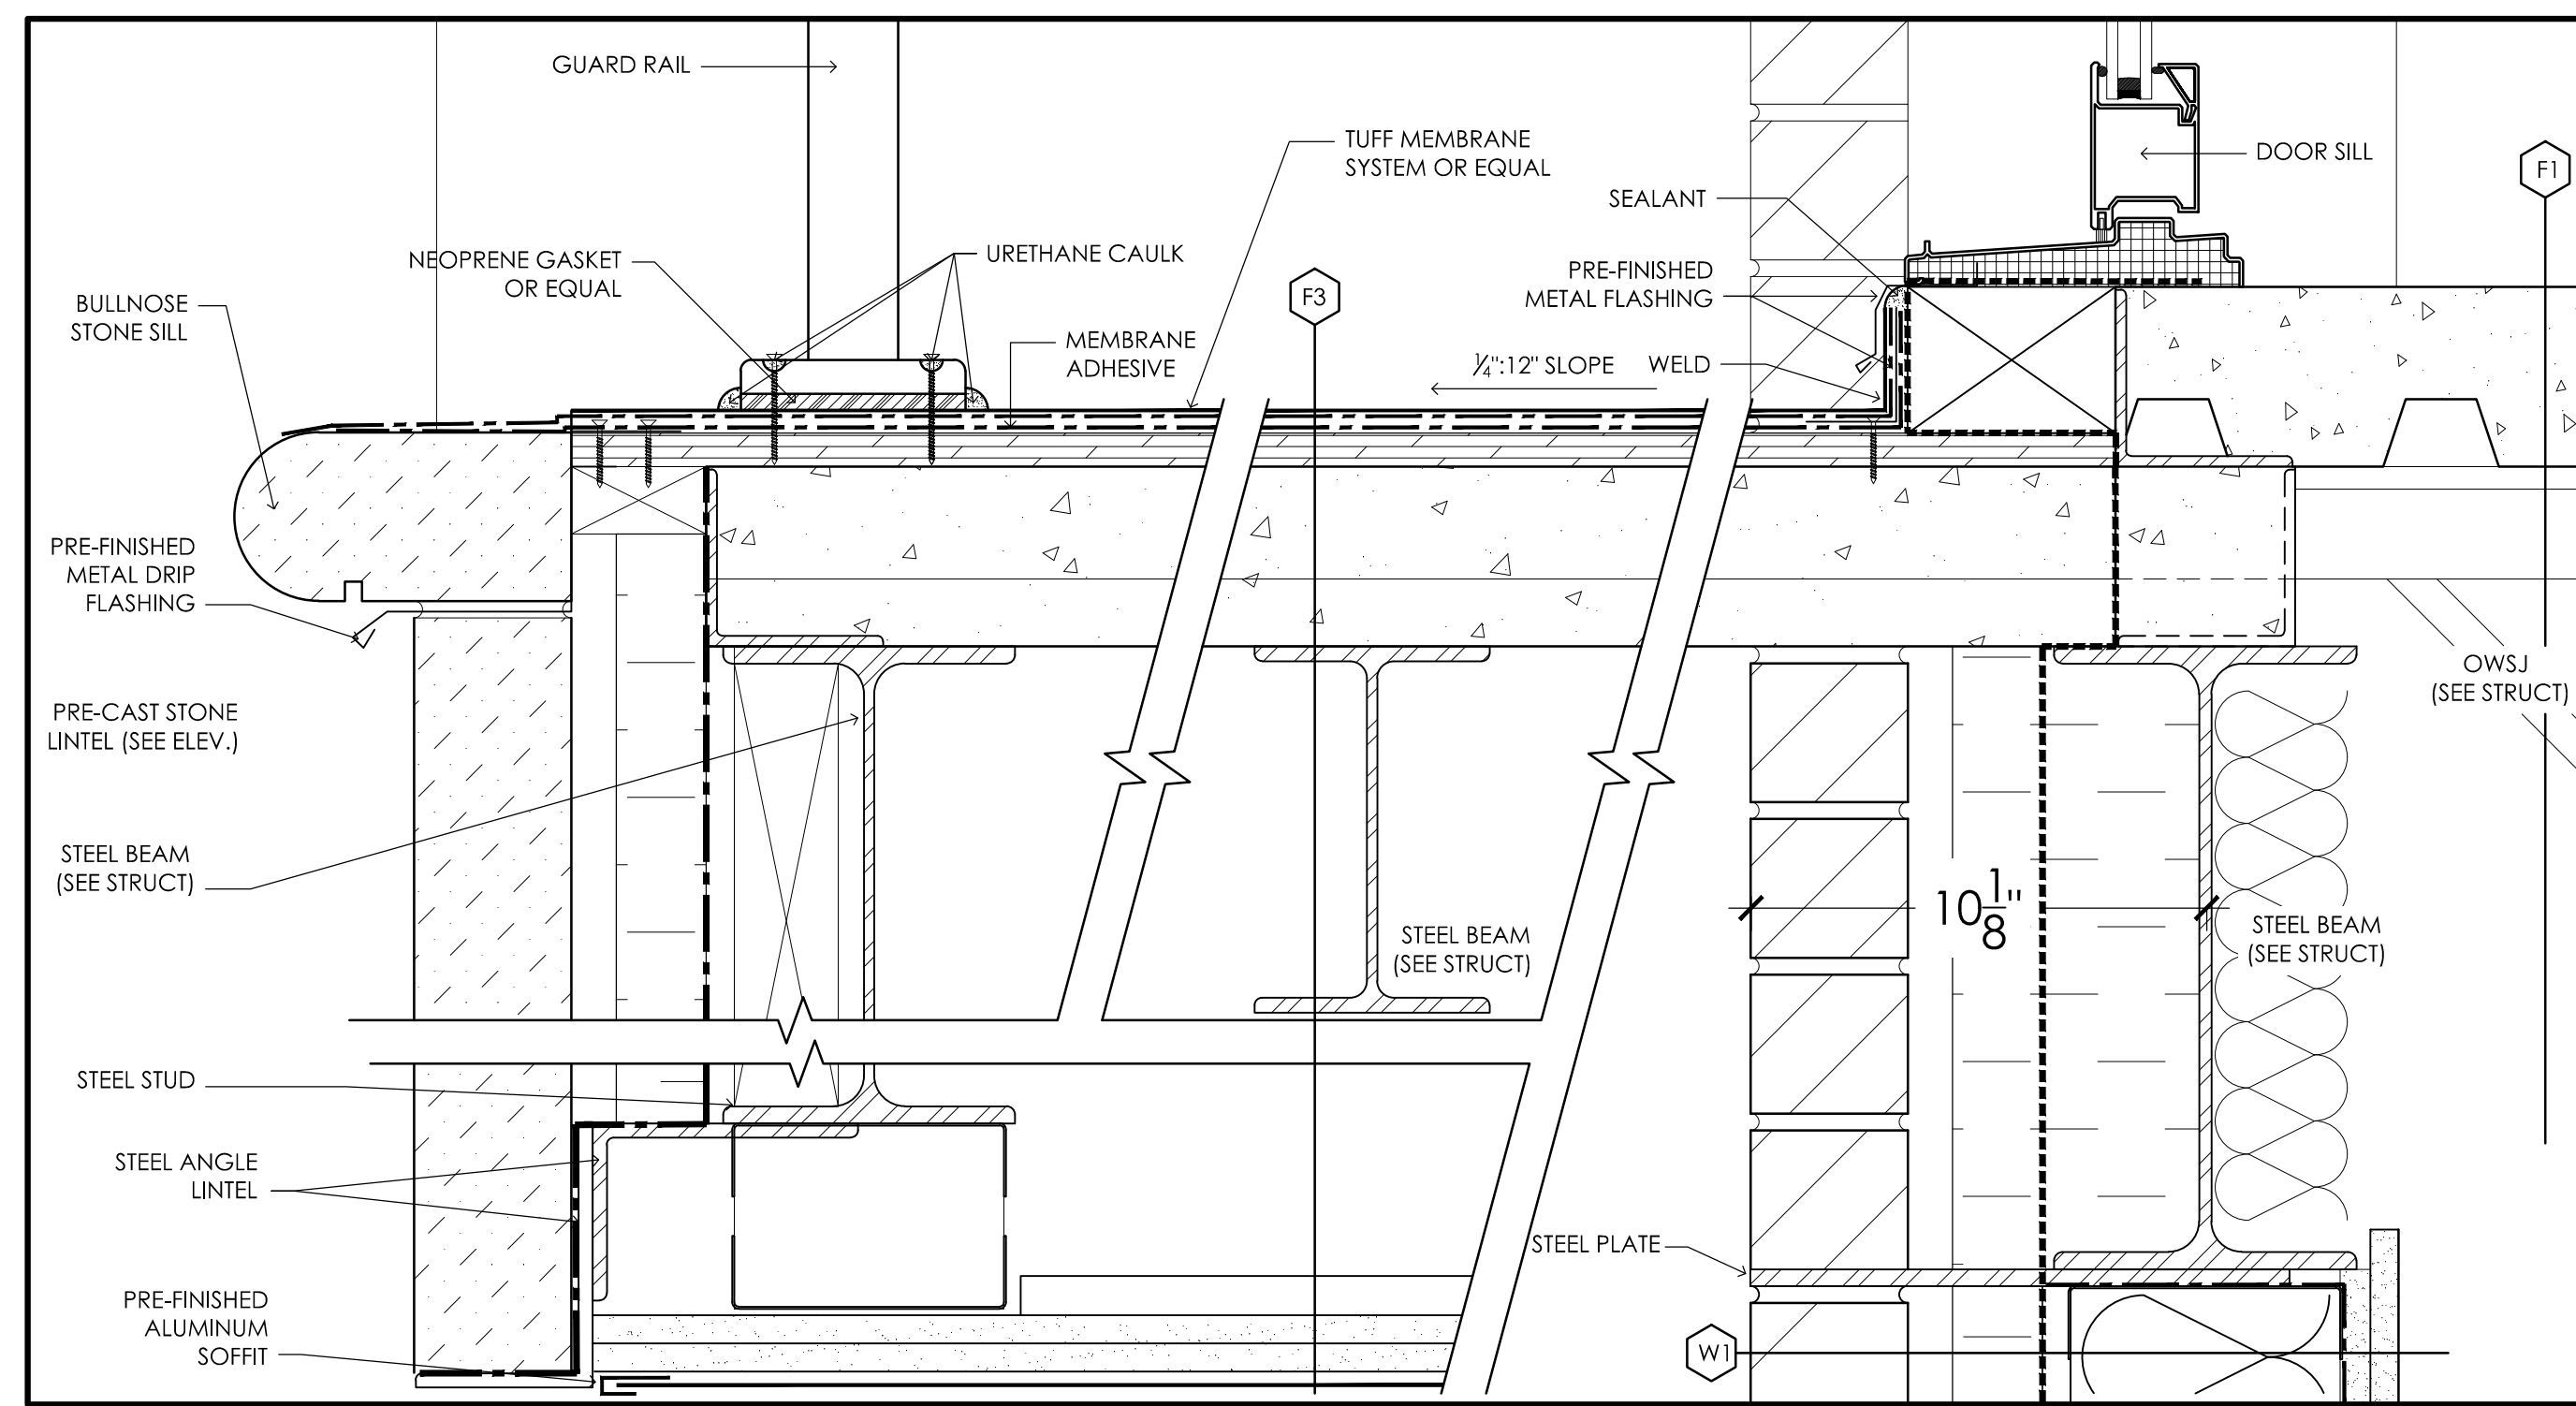 GUARD RAIL
TUFF MEMBRANE
SYSTEM OR EQUAL
DOOR SILL
F1
SEALANT
NEOPRENE GASKET
OR EQUAL
URETHANE CAULK
PRE-FINISHED
METAL FLASHING
F3
BULLNOSE
STONE SILL
MEMBRANE
ADHESIVE
¼":12" SLOPE
WELD
PRE-FINISHED
METAL DRIP
FLASHING
OWSJ
(SEE STRUCT)
PRE-CAST STONE
LINTEL (SEE ELEV.)
STEEL BEAM
(SEE STRUCT)
10 1/8"
STEEL BEAM
(SEE STRUCT)
STEEL BEAM
(SEE STRUCT)
STEEL STUD
STEEL ANGLE
LINTEL
STEEL PLATE
PRE-FINISHED
ALUMINUM
SOFFIT
W1